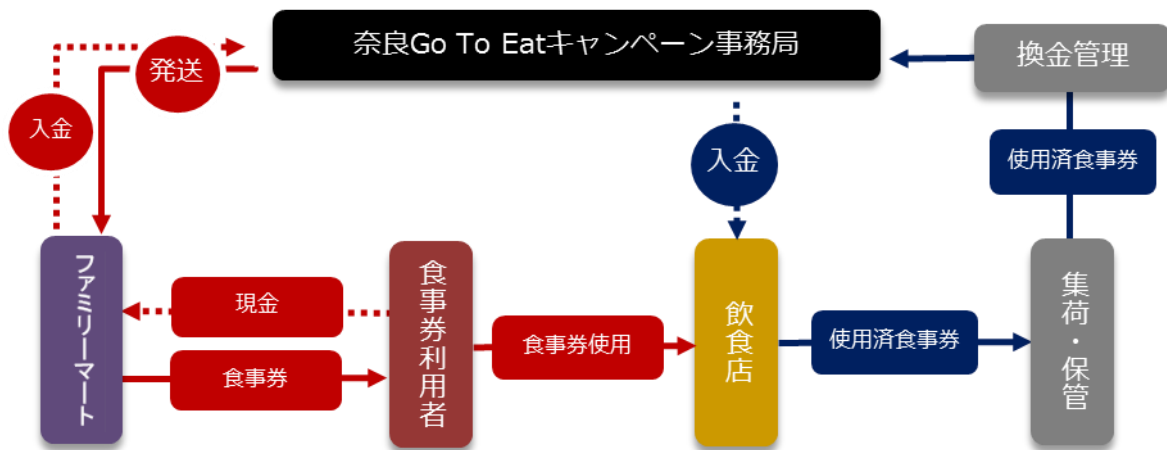 奈良Go To Eatキャンペーン事務局
換金管理
発送
入金
入金
使用済食事券
ファミリーマート
食事券利用者
飲食店
集荷・保管
現金
食事券使用
使用済食事券
食事券